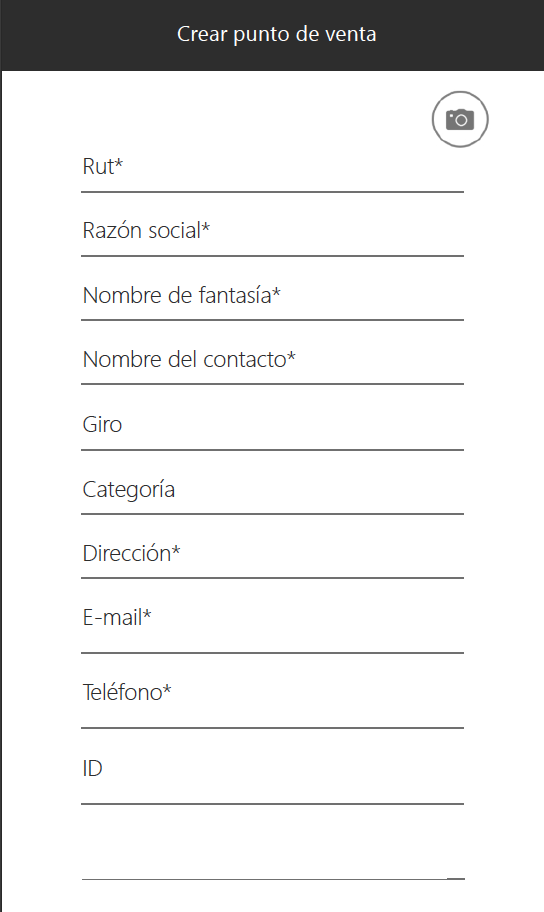 Crear punto de venta
Rut*
Razón social*
Nombre de fantasía*
Nombre del contacto*
Giro
Categoría
Dirección*
E-mail*
Teléfono*
ID